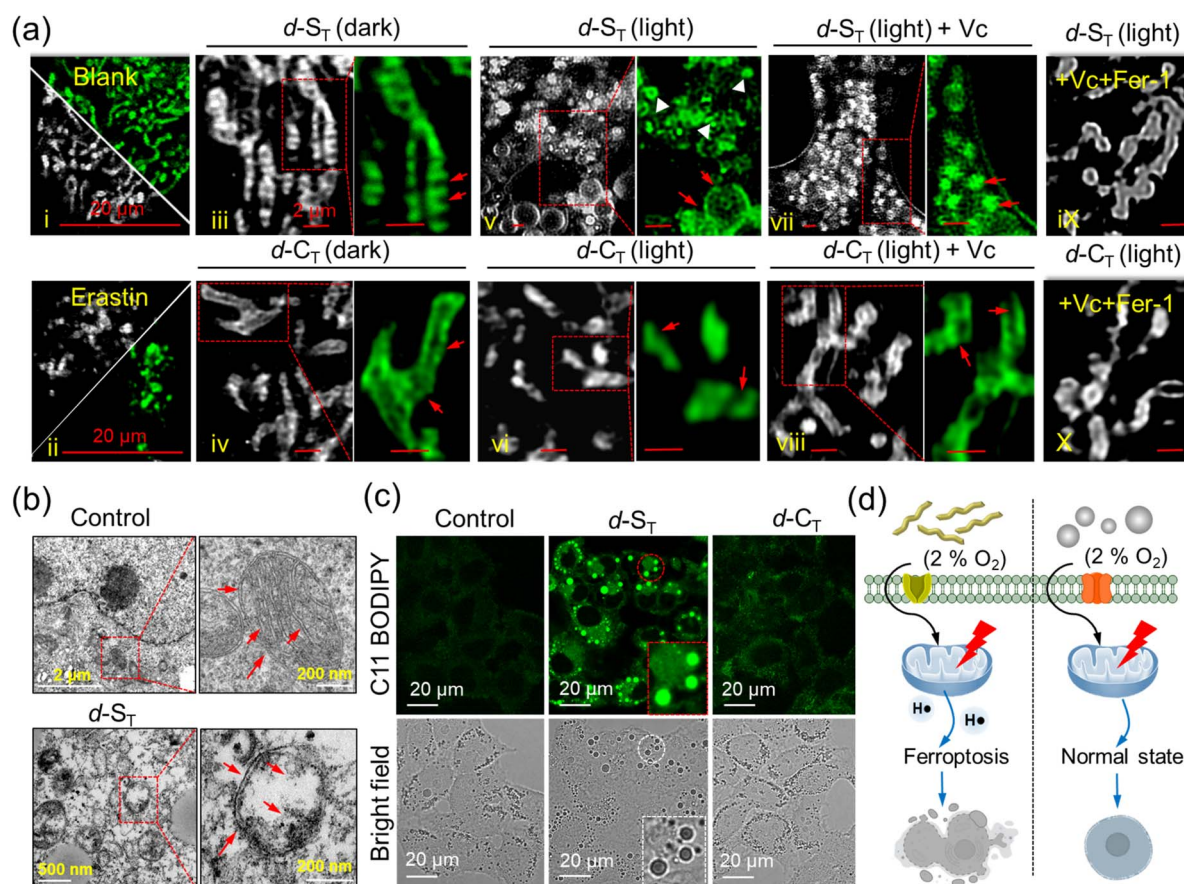 (a)
d-ST (dark)
d-ST (light)
d-ST (light) + Vc
d-ST (light)
Blank
+Vc+Fer-1
i
20 μm
iii
2 μm
v
vii
iX
d-CT (dark)
d-CT (light)
d-CT (light) + Vc
d-CT (light)
Erastin
+Vc+Fer-1
ii
20 μm
iv
vi
viii
X
(b)
Control
2 μm
200 nm
d-ST
500 nm
200 nm
(c)
Control
d-ST
d-CT
C11 BODIPY
20 μm
20 μm
20 μm
Bright field
20 μm
20 μm
20 μm
(d)
(2 % O2)
(2 % O2)
H•
H•
Ferroptosis
Normal state